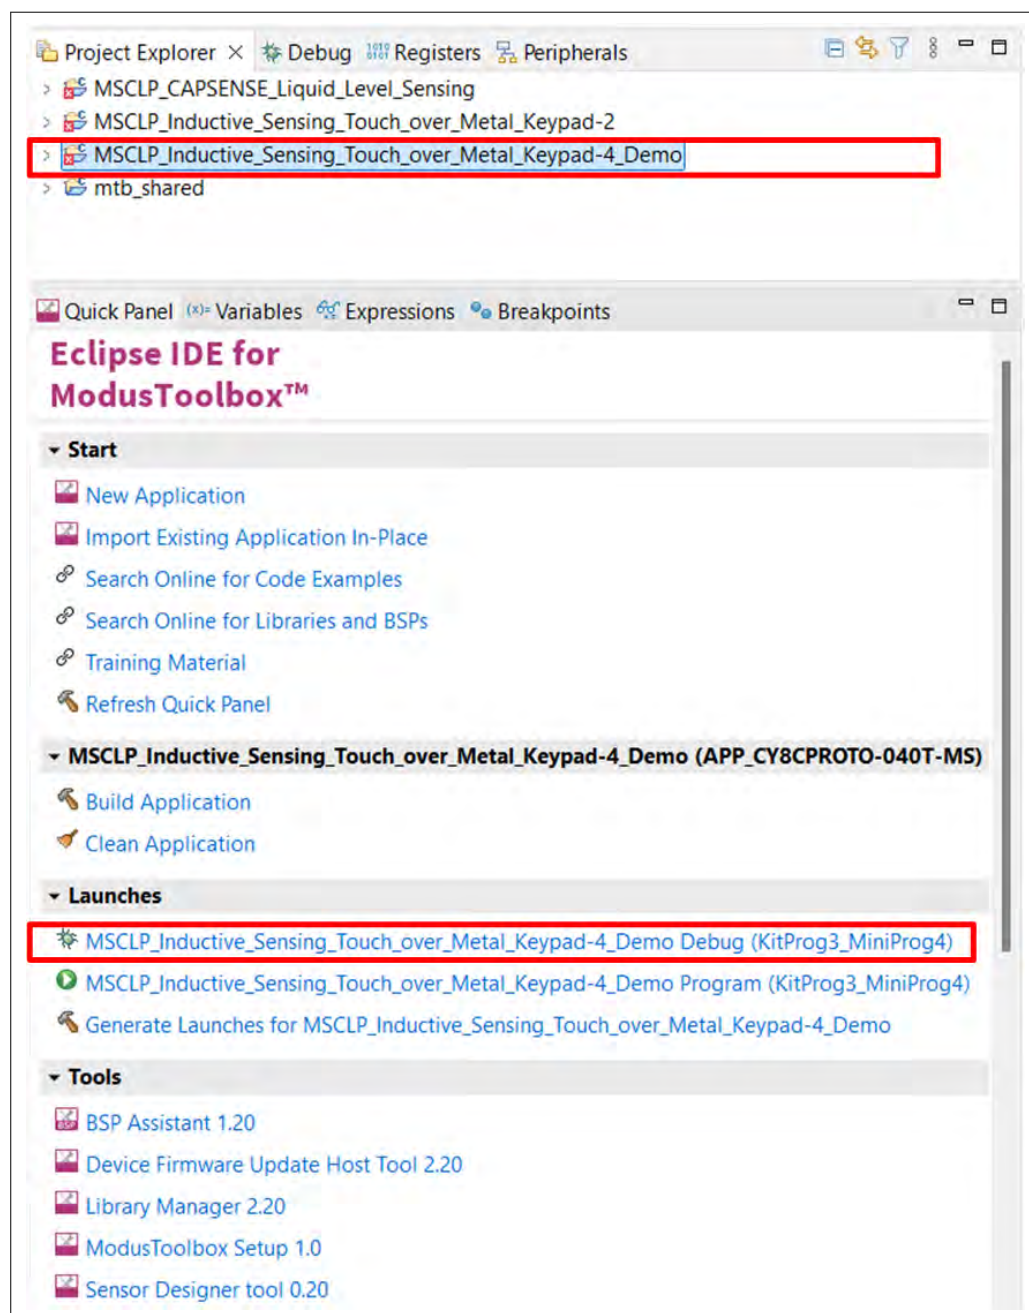 Project Explorer Debug Registers Peripherals
MSCLP_CAPSENSE_Liquid_Level_Sensing
MSCLP_Inductive_Sensing_Touch_over_Metal_Keypad-2
MSCLP_Inductive_Sensing_Touch_over_Metal_Keypad-4_Demo
mtb_shared
Quick Panel (x)= Variables Expressions Breakpoints
Eclipse IDE for
ModusToolbox™
Start
New Application
Import Existing Application In-Place
Search Online for Code Examples
Search Online for Libraries and BSPs
Training Material
Refresh Quick Panel
MSCLP_Inductive_Sensing_Touch_over_Metal_Keypad-4_Demo (APP_CY8CPROTO-040T-MS)
Build Application
Clean Application
Launches
MSCLP_Inductive_Sensing_Touch_over_Metal_Keypad-4_Demo Debug (KitProg3_MiniProg4)
MSCLP_Inductive_Sensing_Touch_over_Metal_Keypad-4_Demo Program (KitProg3_MiniProg4)
Generate Launches for MSCLP_Inductive_Sensing_Touch_over_Metal_Keypad-4_Demo
Tools
BSP Assistant 1.20
Device Firmware Update Host Tool 2.20
Library Manager 2.20
ModusToolbox Setup 1.0
Sensor Designer tool 0.20